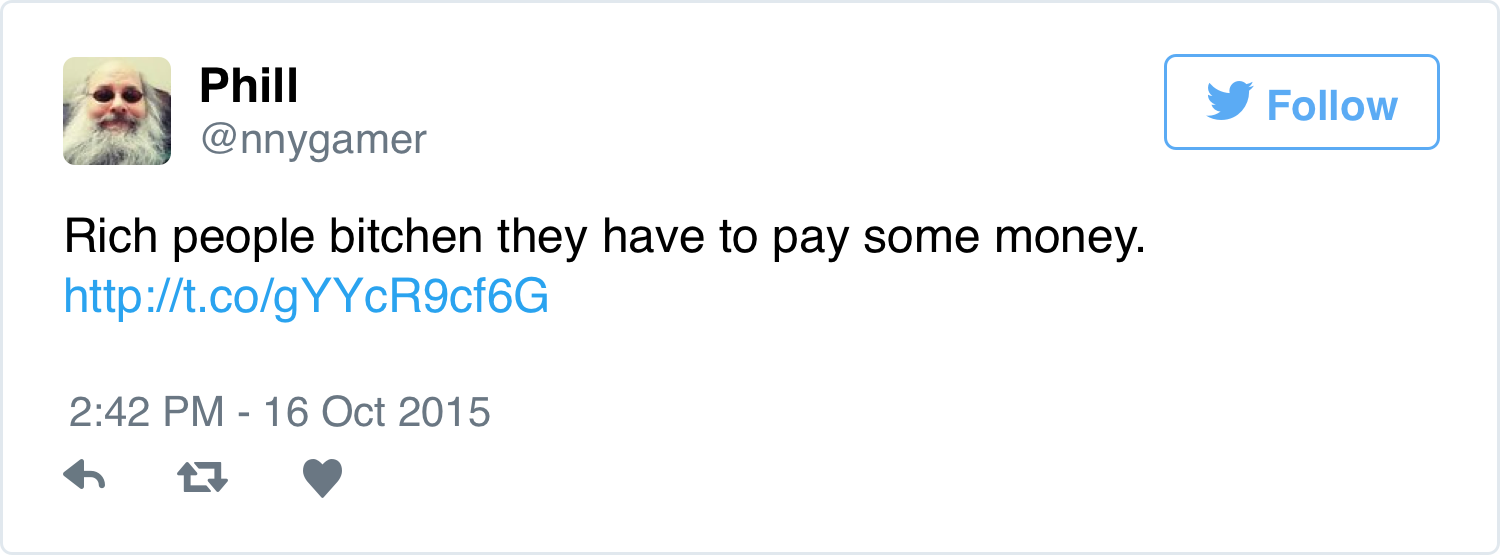 Phill
@nnygamer
Follow
Rich people bitchen they have to pay some money.
http://t.co/gYYcR9cf6G
2:42 PM - 16 Oct 2015